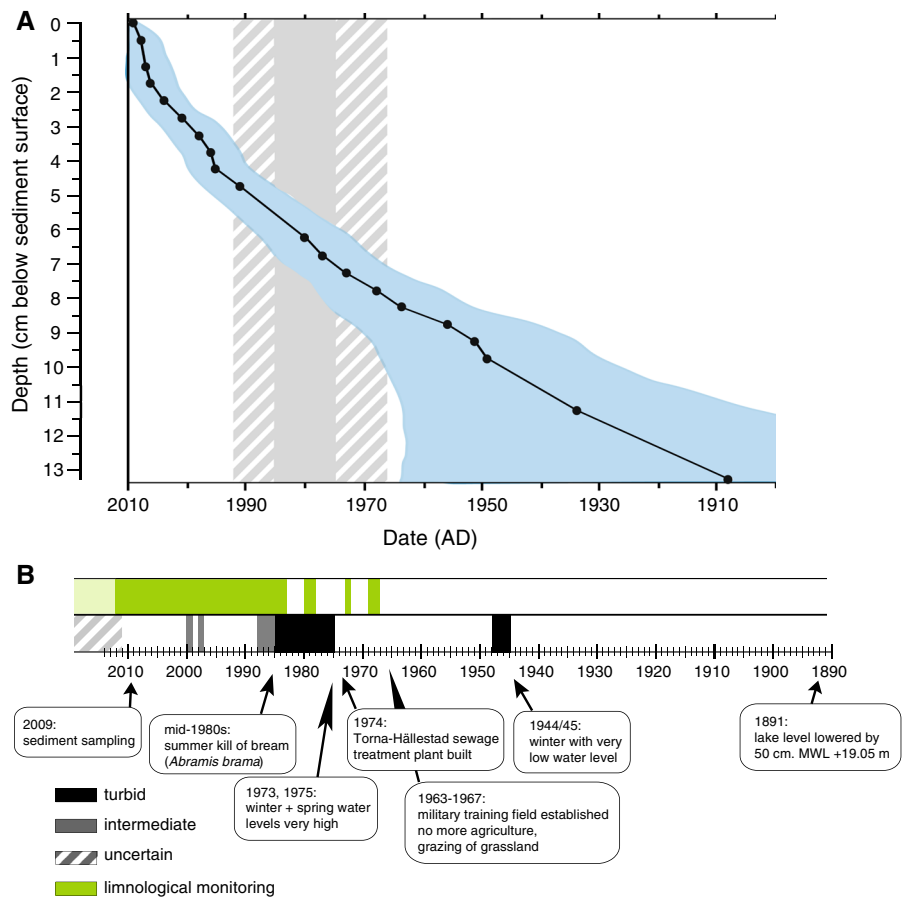 A
Depth (cm below sediment surface)
0
1
2
3
4
5
6
7
8
9
10
11
12
13
2010 1990 1970 1950 1930 1910
Date (AD)
B
2010 2000 1990 1980 1970 1960 1950 1940 1930 1920 1910 1900 1890
2009:
sediment sampling
mid-1980s:
summer kill of bream
(Abramis brama)
1974:
Torna-Hällestad sewage
treatment plant built
1944/45:
winter with very
low water level
1891:
lake level lowered by
50 cm. MWL +19.05 m
1973, 1975:
winter + spring water
levels very high
1963-1967:
military training field established
no more agriculture,
grazing of grassland
turbid
intermediate
uncertain
limnological monitoring